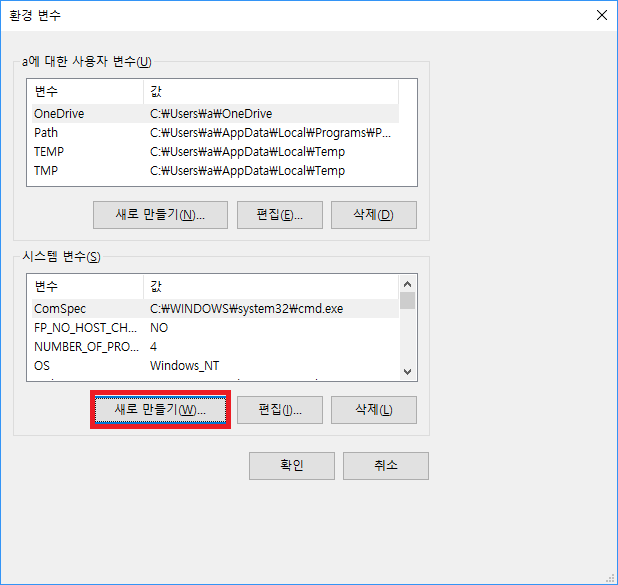 환경 변수
a에 대한 사용자 변수(U)
변수 값
OneDrive C:₩Users₩a₩OneDrive
Path C:₩Users₩a₩AppData₩Local₩Programs₩P...
TEMP C:₩Users₩a₩AppData₩Local₩Temp
TMP C:₩Users₩a₩AppData₩Local₩Temp
새로 만들기(N)... 편집(E)... 삭제(D)
시스템 변수(S)
변수 값
ComSpec C:₩WINDOWS₩system32₩cmd.exe
FP_NO_HOST_CH... NO
NUMBER_OF_PRO... 4
OS Windows_NT
새로 만들기(W)... 편집(I)... 삭제(L)
확인 취소